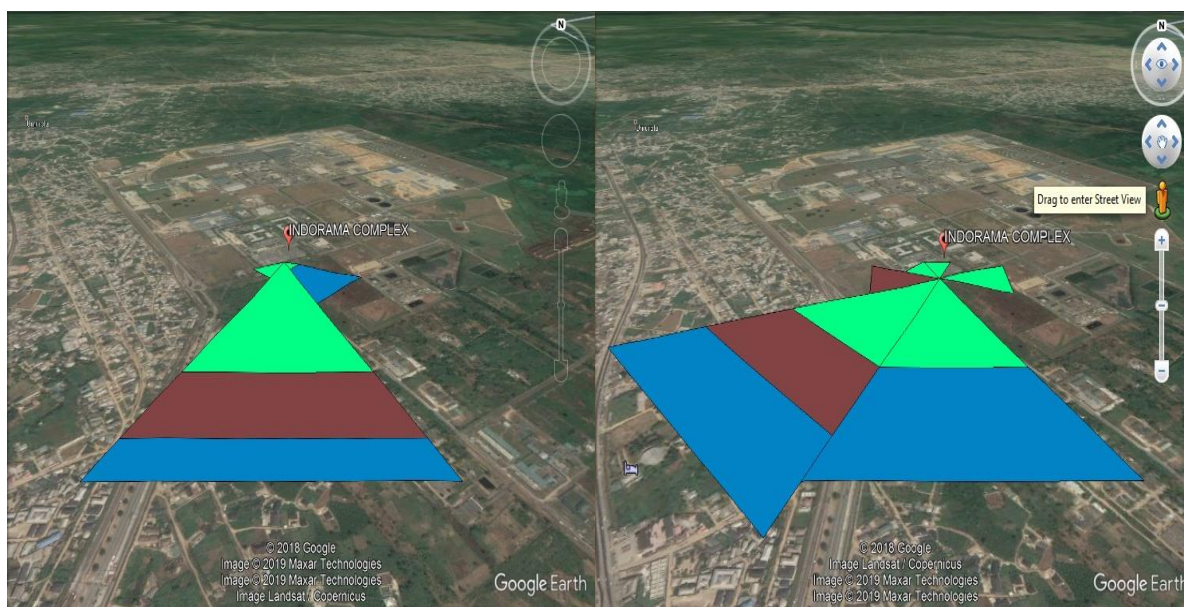 N
INDORAMA COMPLEX
© 2018 Google
Image © 2019 Maxar Technologies
Image © 2019 Maxar Technologies
Image Landsat / Copernicus
Google Earth
N
Drag to enter Street View
INDORAMA COMPLEX
© 2018 Google
Image Landsat / Copernicus
Image © 2019 Maxar Technologies
Image © 2019 Maxar Technologies
Google Earth